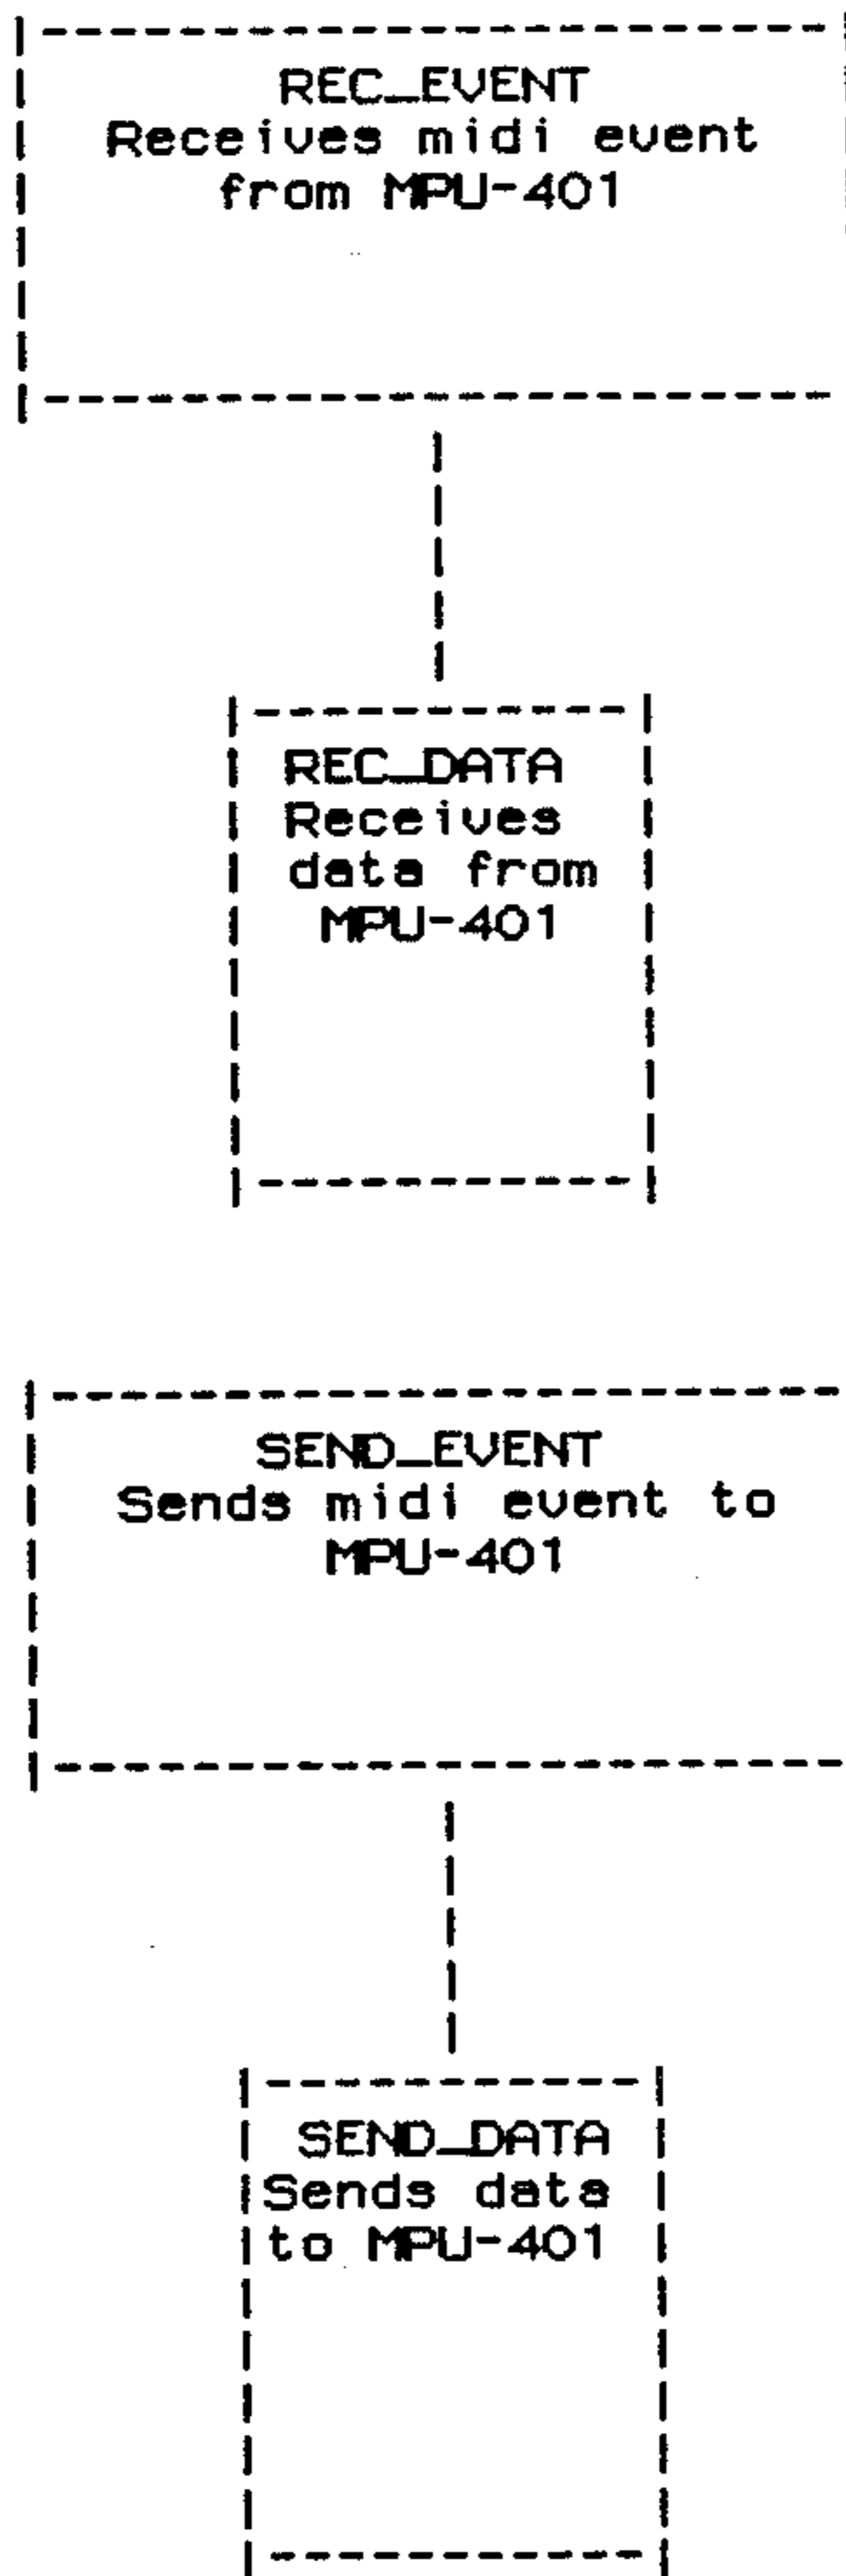 REC_EVENT
Receives midi event
from MPU-401
REC_DATA
Receives
data from
MPU-401
SEND_EVENT
Sends midi event to
MPU-401
SEND_DATA
Sends data
to MPU-401